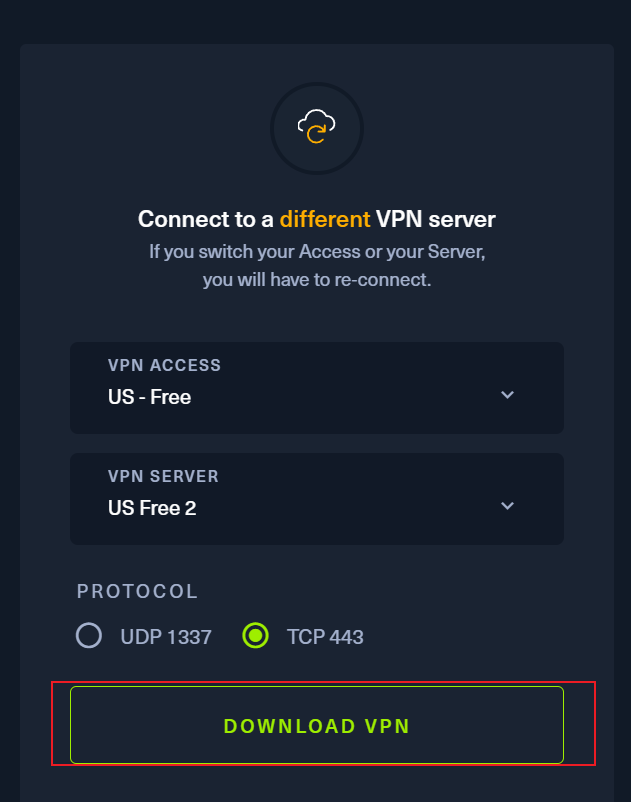 Connect to a different VPN server
If you switch your Access or your Server,
you will have to re-connect.
VPN ACCESS
US - Free
VPN SERVER
US Free 2
PROTOCOL
UDP 1337 TCP 443
DOWNLOAD VPN